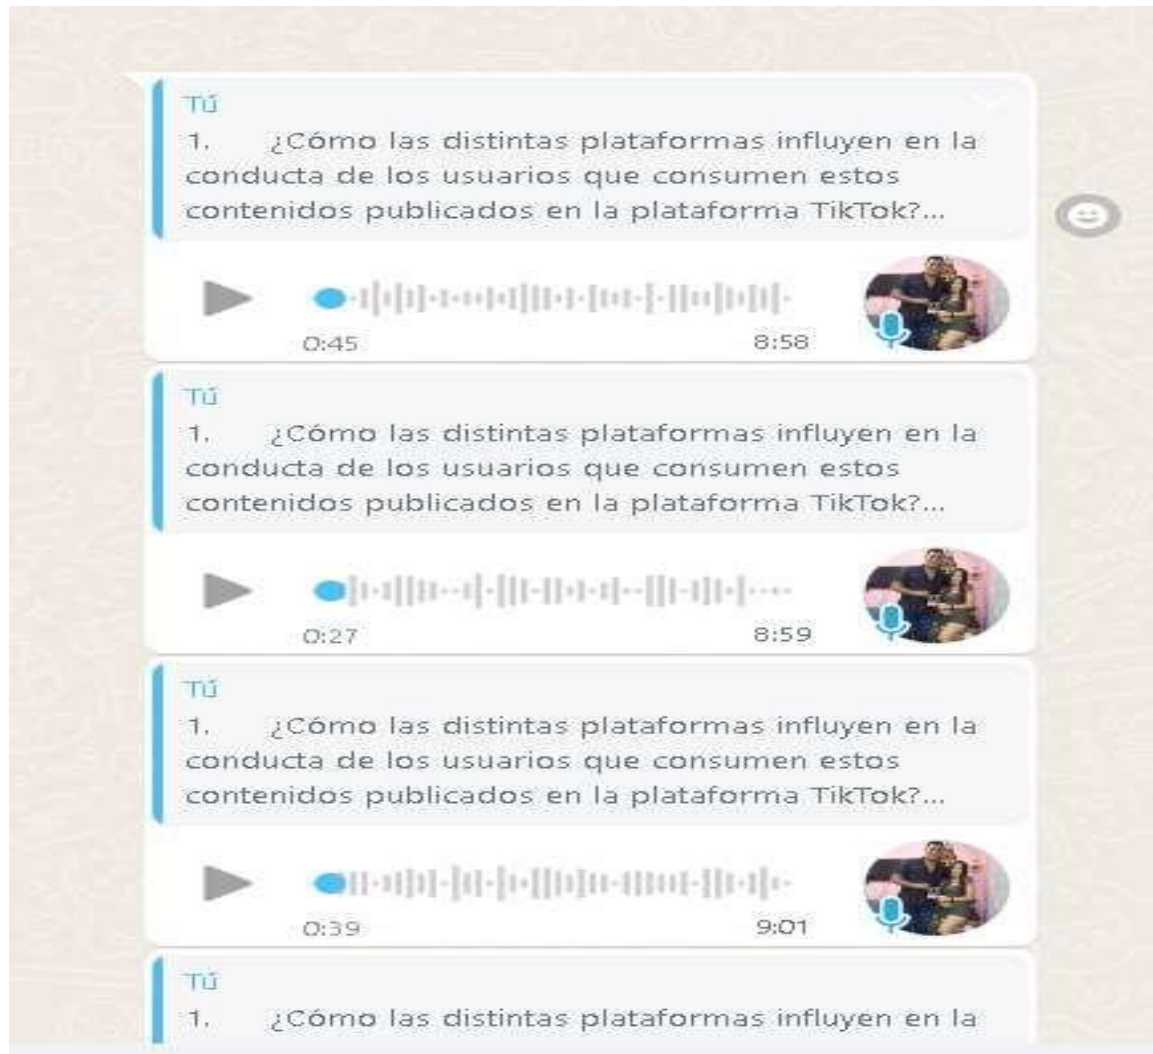 Tú
1. ¿Cómo las distintas plataformas influyen en la
conducta de los usuarios que consumen estos
contenidos publicados en la plataforma TikTok?...
0:45 8:58
Tú
1. ¿Cómo las distintas plataformas influyen en la
conducta de los usuarios que consumen estos
contenidos publicados en la plataforma TikTok?...
0:27 8:59
Tú
1. ¿Cómo las distintas plataformas influyen en la
conducta de los usuarios que consumen estos
contenidos publicados en la plataforma TikTok?...
0:39 9:01
Tú
1. ¿Cómo las distintas plataformas influyen en la